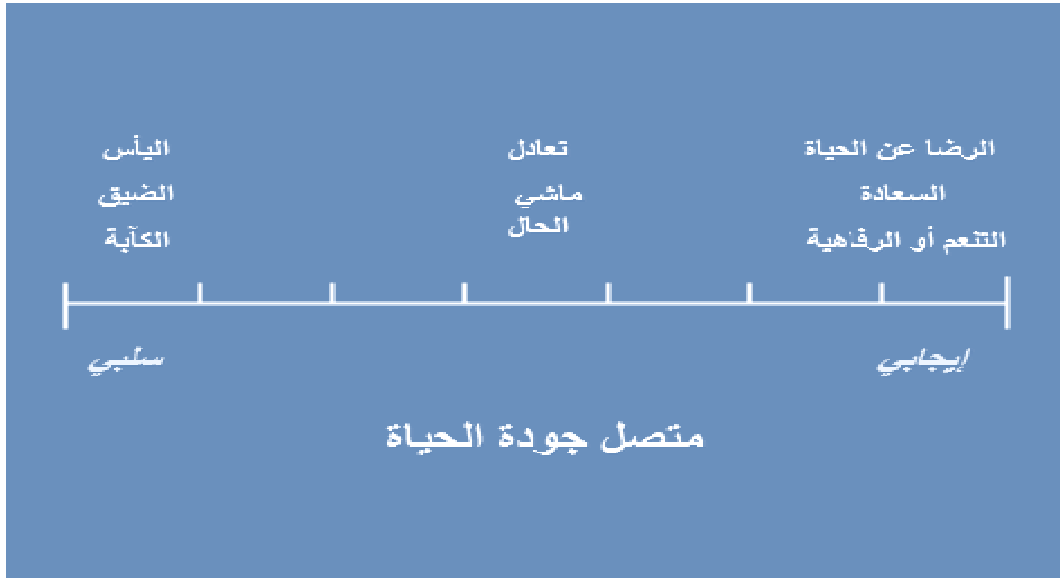 الرضا عن الحياة
السعادة
التنعم أو الرفاهية
تعادل
ماشي
الحال
اليأس
الضيق
الكآبة
إيجابي
سلبي
متصل جودة الحياة